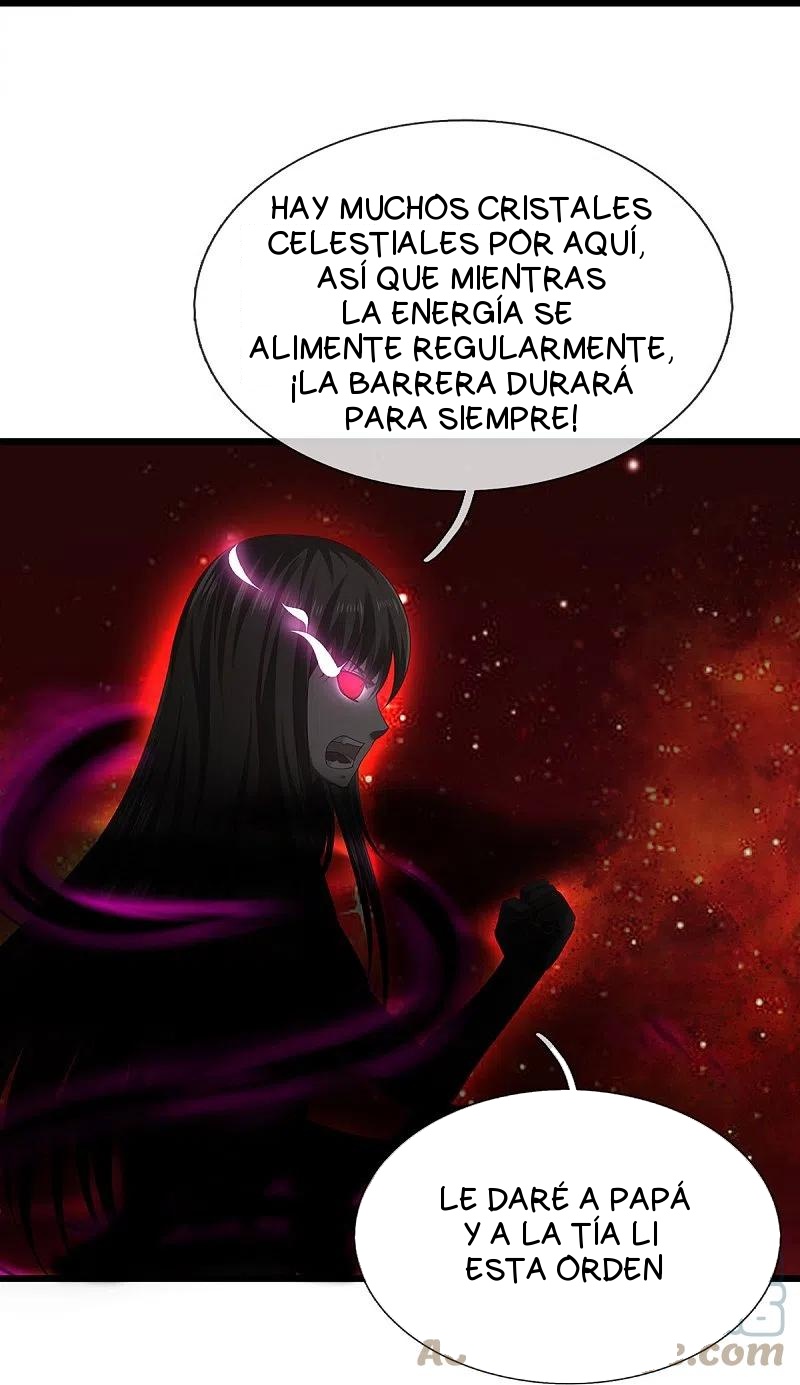 HAY MUCHOS CRISTALES
CELESTIALES POR AQUÍ,
ASÍ QUE MIENTRAS
LA ENERGÍA SE
ALIMENTE REGULARMENTE,
¡LA BARRERA DURARÁ
PARA SIEMPRE!
LE DARÉ A PAPÁ
Y A LA TÍA LI
ESTA ORDEN